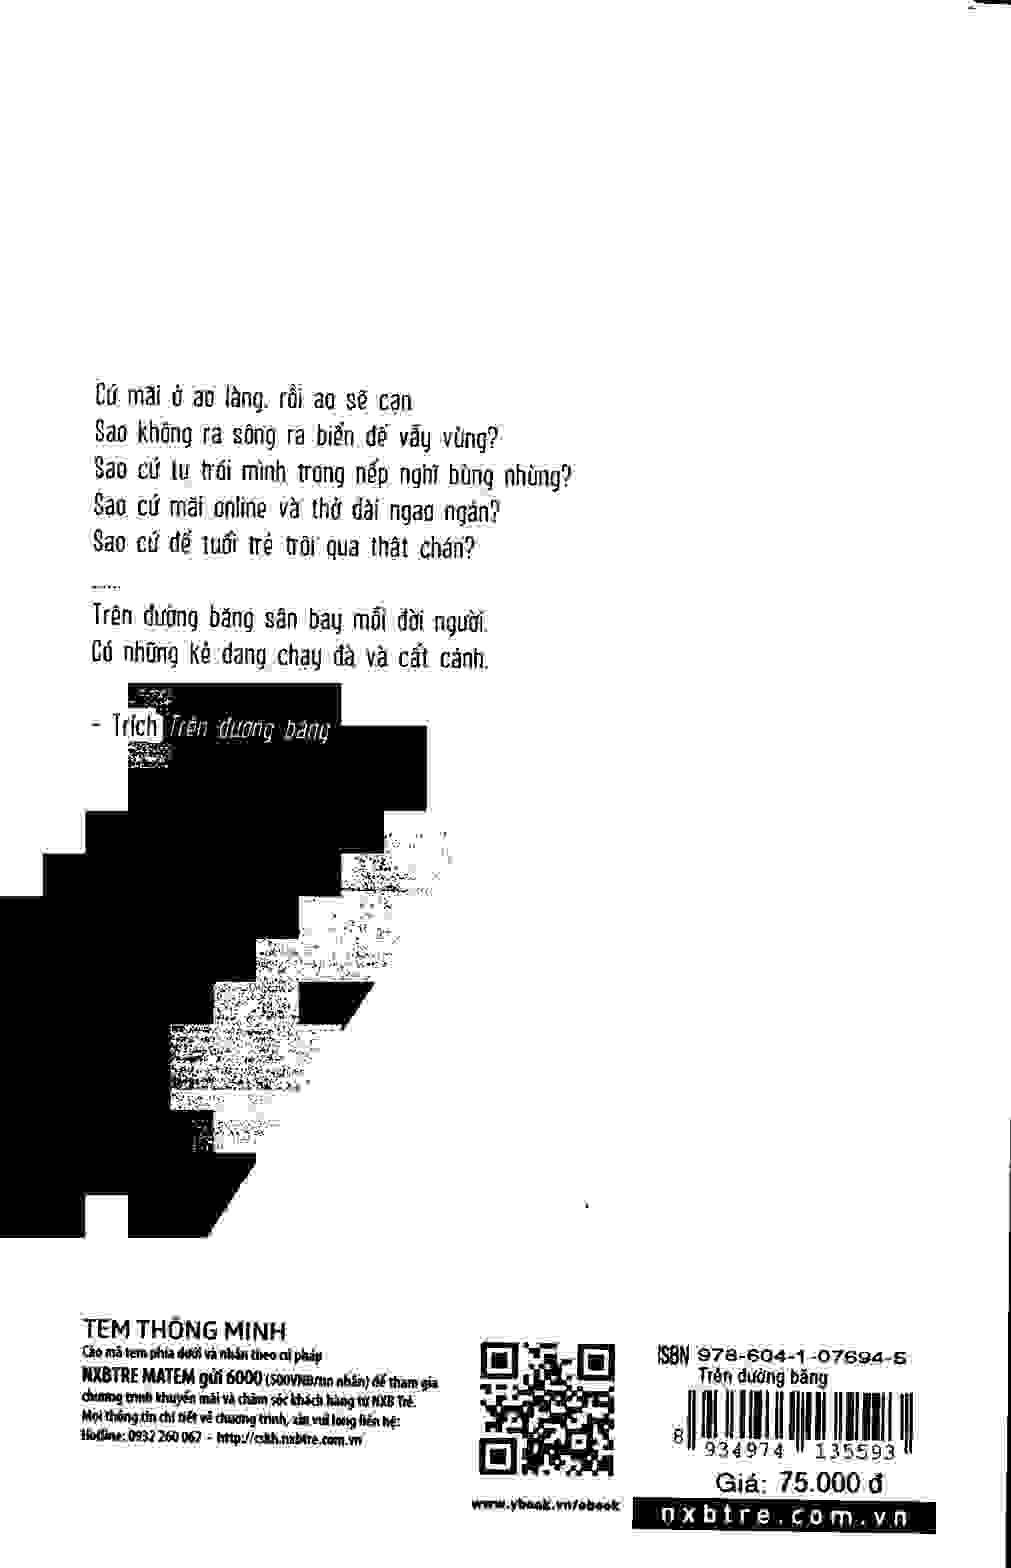 Cứ mãi ở ao làng, rồi ao sẽ cạn
Sao không ra sông ra biển để vẫy vùng?
Sao cứ tự trói mình trong nếp nghĩ bùng nhùng?
Sao cứ mãi online và thở dài ngao ngán?
Sao cứ để tuổi trẻ trôi qua thật chán?
......
Trên đường băng sân bay mỗi đời người,
Có những kẻ đang chạy đà và cất cánh.
- Trích Trên đường băng
TEM THÔNG MINH
Cào mã tem phía dưới và nhắn theo cú pháp
NXBTRE MATEM gửi 6000 (500VNĐ/tin nhắn) để tham gia
chương trình khuyến mãi và chăm sóc khách hàng từ NXB Trẻ.
Mọi thông tin chi tiết về chương trình, xin vui lòng liên hệ:
Hotline: 0932 260 062 - http://cskh.nxbtre.com.vn
www.ybook.vn/ebook
ISBN 978-604-1-07694-5
Trên đường băng
8 934974 135593
Giá: 75.000 đ
nxbtre.com.vn